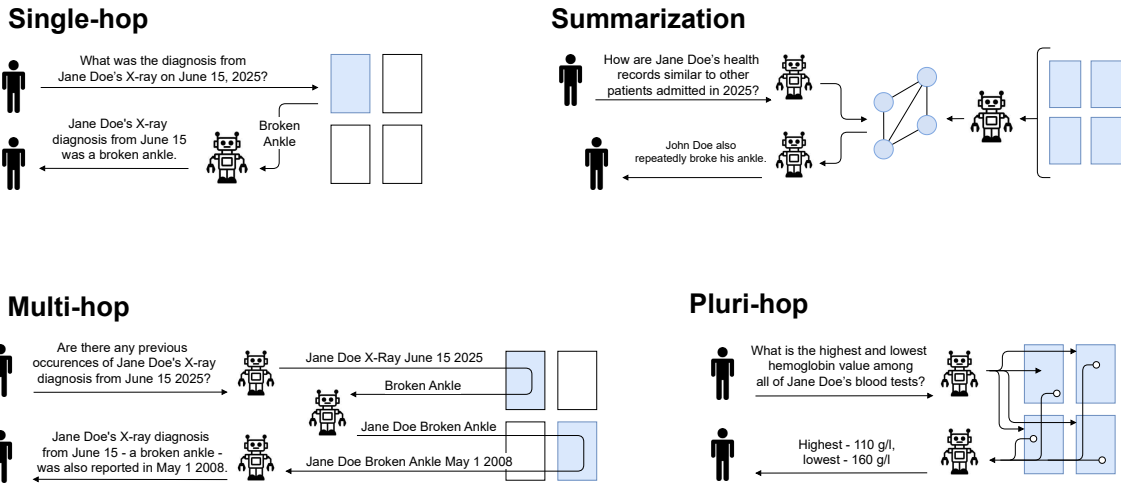 Single-hop
What was the diagnosis from
Jane Doe's X-ray on June 15, 2025?
Broken
Ankle
Jane Doe's X-ray
diagnosis from June 15
was a broken ankle.
Summarization
How are Jane Doe's health
records similar to other
patients admitted in 2025?
John Doe also
repeatedly broke his ankle.
Multi-hop
Are there any previous
occurences of Jane Doe's X-ray
diagnosis from June 15 2025?
Jane Doe X-Ray June 15 2025
Broken Ankle
Jane Doe Broken Ankle
Jane Doe Broken Ankle May 1 2008
Jane Doe's X-ray diagnosis
from June 15 - a broken ankle -
was also reported in May 1 2008.
Pluri-hop
What is the highest and lowest
hemoglobin value among
all of Jane Doe's blood tests?
Highest - 110 g/l,
lowest - 160 g/l